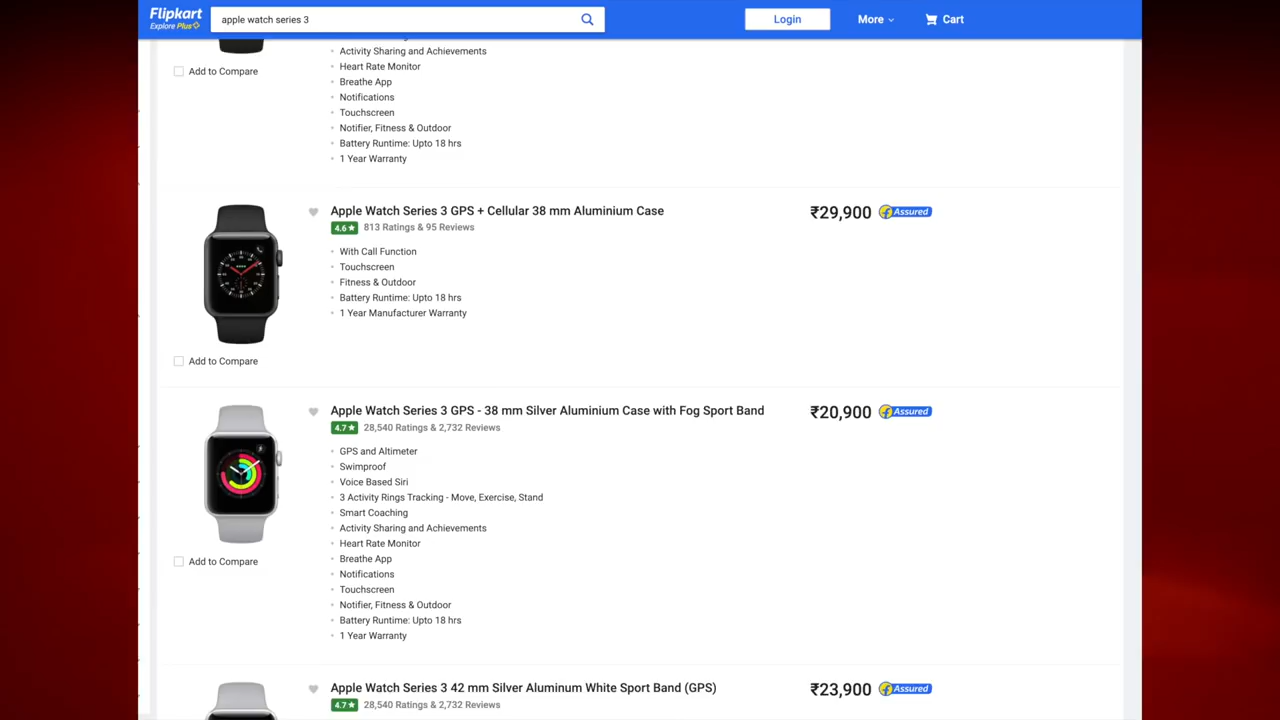 Flipkart
Explore Plus
apple watch series 3
Login
More
Cart
Activity Sharing and Achievements
Heart Rate Monitor
Breathe App
Notifications
Touchscreen
Notifier, Fitness & Outdoor
Battery Runtime: Upto 18 hrs
1 Year Warranty
Add to Compare
Apple Watch Series 3 GPS + Cellular 38 mm Aluminium Case
4.6★ 813 Ratings & 95 Reviews
With Call Function
Touchscreen
Fitness & Outdoor
Battery Runtime: Upto 18 hrs
1 Year Manufacturer Warranty
₹29,900 Assured
Add to Compare
Apple Watch Series 3 GPS - 38 mm Silver Aluminium Case with Fog Sport Band
4.7★ 28,540 Ratings & 2,732 Reviews
GPS and Altimeter
Swimproof
Voice Based Siri
3 Activity Rings Tracking - Move, Exercise, Stand
Smart Coaching
Activity Sharing and Achievements
Heart Rate Monitor
Breathe App
Notifications
Touchscreen
Notifier, Fitness & Outdoor
Battery Runtime: Upto 18 hrs
1 Year Warranty
₹20,900 Assured
Add to Compare
Apple Watch Series 3 42 mm Silver Aluminum White Sport Band (GPS)
4.7★ 28,540 Ratings & 2,732 Reviews
₹23,900 Assured